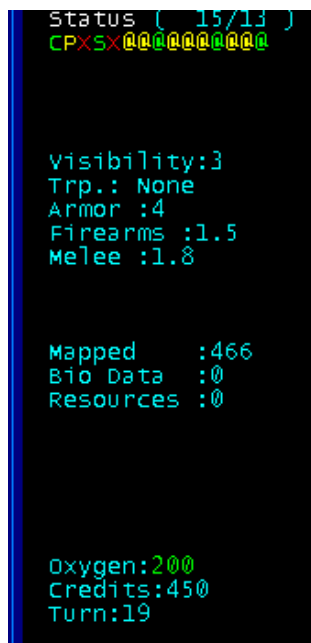 Status (  15/13 )
CPXSX@@@@@@@@@@
Visibility:3
Trp.: None
Armor :4
Firearms :1.5
Melee :1.8
Mapped    :466
Bio Data  :0
Resources :0
Oxygen:200
Credits:450
Turn:19